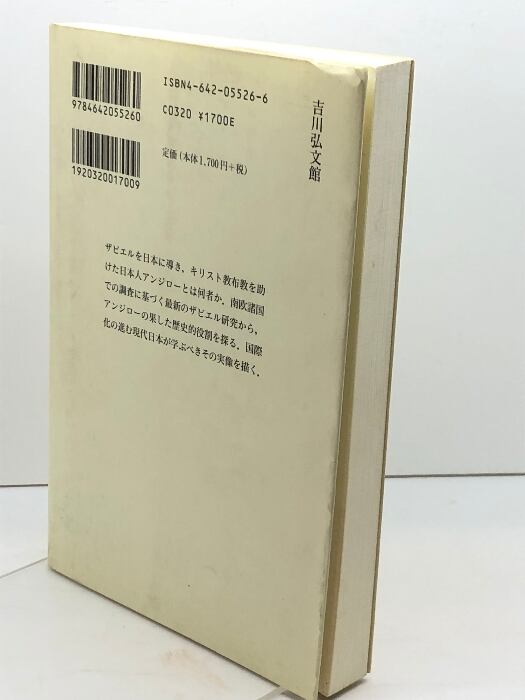 ISBN4-642-05526-6
9784642055260
C0320 ¥1700E
定価(本体1,700円+税)
1920320017009
吉川弘文館
ザビエルを日本に導き,キリスト教布教を助
けた日本人アンジローとは何者か.南欧諸国
での調査に基づく最新のザビエル研究から,
アンジローの果した歴史的役割を探る.国際
化の進む現代日本が学ぶべきその実像を描く.